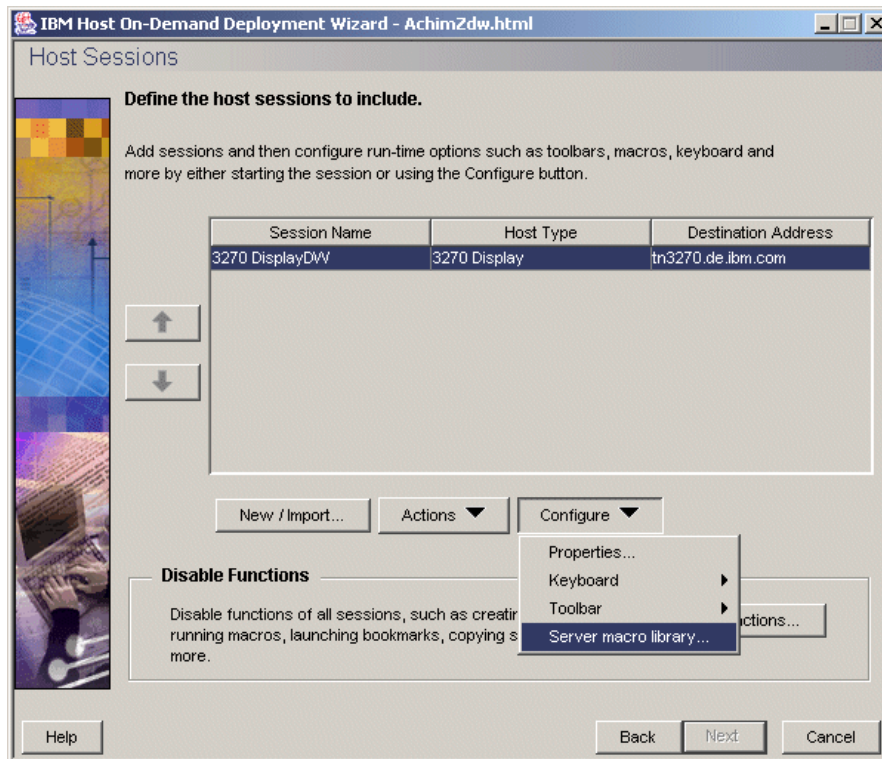 IBM Host On-Demand Deployment Wizard - AchimZdw.html
Host Sessions
Define the host sessions to include.
Add sessions and then configure run-time options such as toolbars, macros, keyboard and
more by either starting the session or using the Configure button.
Session Name Host Type Destination Address
3270 DisplayDW 3270 Display tn3270.de.ibm.com
New / Import... Actions Configure
Properties...
Keyboard
Toolbar
Server macro library...
Disable Functions
Disable functions of all sessions, such as creatin
running macros, launching bookmarks, copying s
more.
ctions...
Help Back Next Cancel